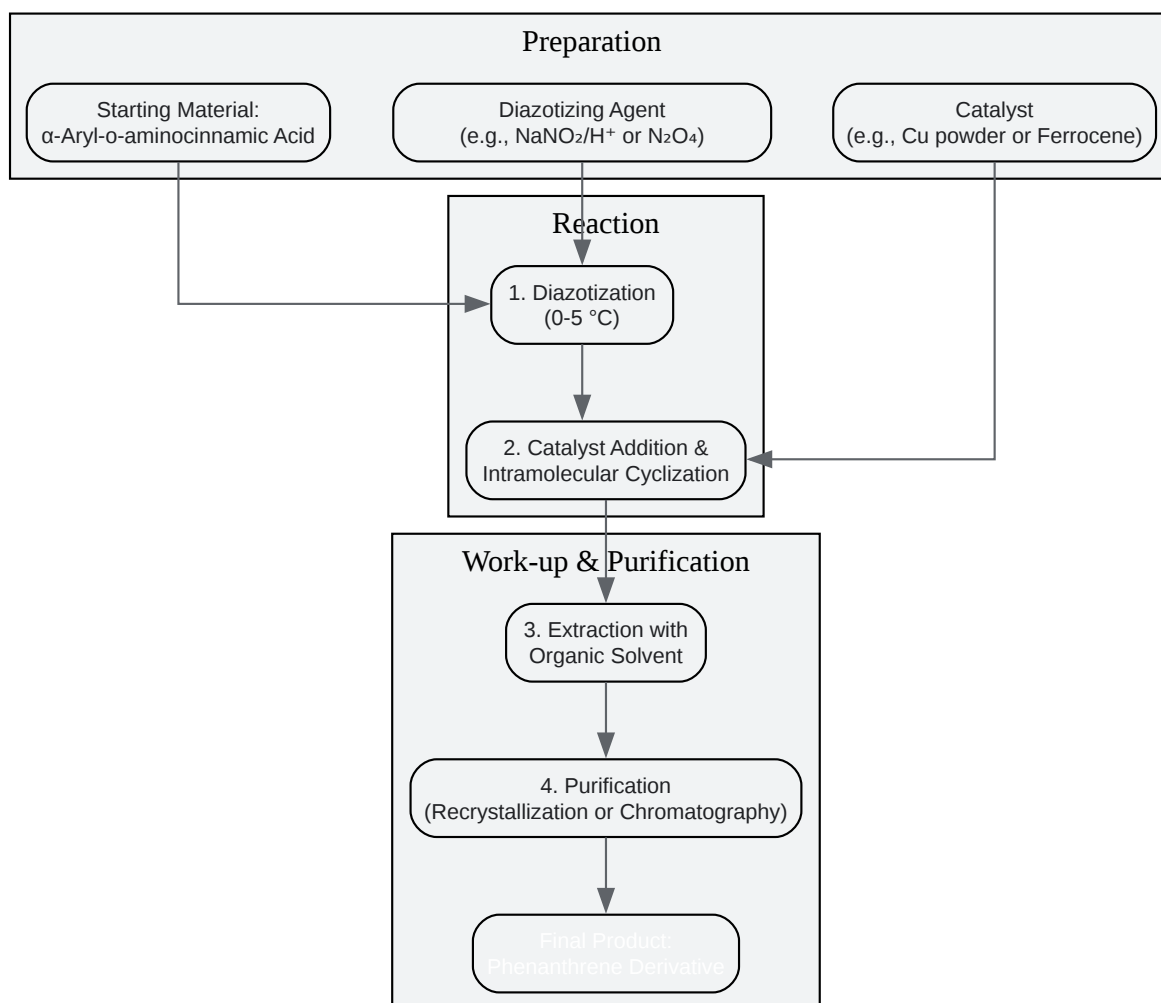 Preparation
Starting Material:
α-Aryl-o-aminocinnamic Acid
Diazotizing Agent
(e.g., NaNO₂/H⁺ or N₂O₄)
Catalyst
(e.g., Cu powder or Ferrocene)
Reaction
1. Diazotization
(0-5 °C)
2. Catalyst Addition &
Intramolecular Cyclization
Work-up & Purification
3. Extraction with
Organic Solvent
4. Purification
(Recrystallization or Chromatography)
Final Product:
Phenanthrene Derivative